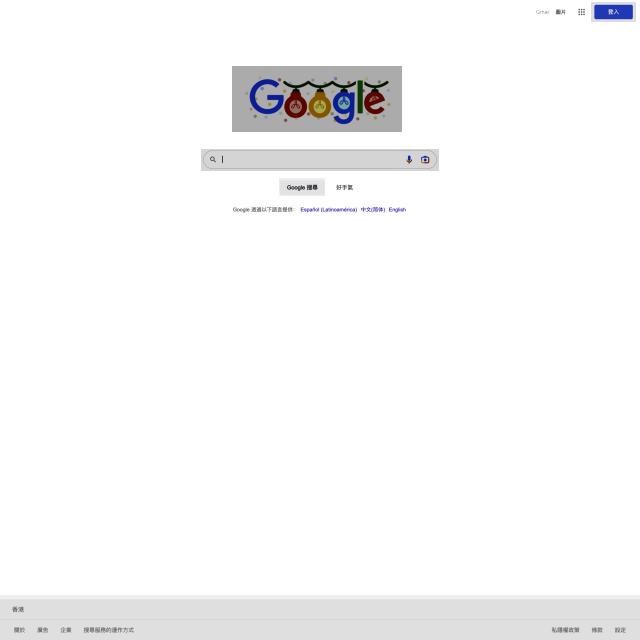 Gmail 圖片 登入
Google
Google 搜尋 好手氣
Google 透過以下語言提供： Español (Latinoamérica) 中文(简体) English
香港
關於 廣告 企業 搜尋服務的運作方式 私隱權政策 條款 設定